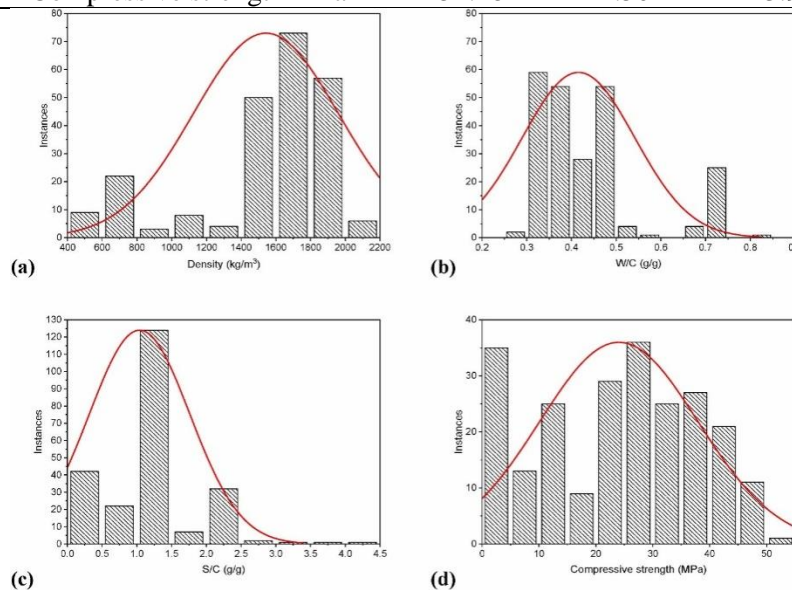 Compressive strength
80
70
60
50
40
30
20
10
0
Instances
400 600 800 1000 1200 1400 1600 1800 2000 2200
Density (kg/m³)
(a)
80
70
60
50
40
30
20
10
0
Instances
0.2 0.3 0.4 0.5 0.6 0.7 0.8
W/C (g/g)
(b)
130
120
110
100
90
80
70
60
50
40
30
20
10
0
Instances
0.0 0.5 1.0 1.5 2.0 2.5 3.0 3.5 4.0 4.5
S/C (g/g)
(c)
40
30
20
10
0
Instances
0 10 20 30 40 50
Compressive strength (MPa)
(d)